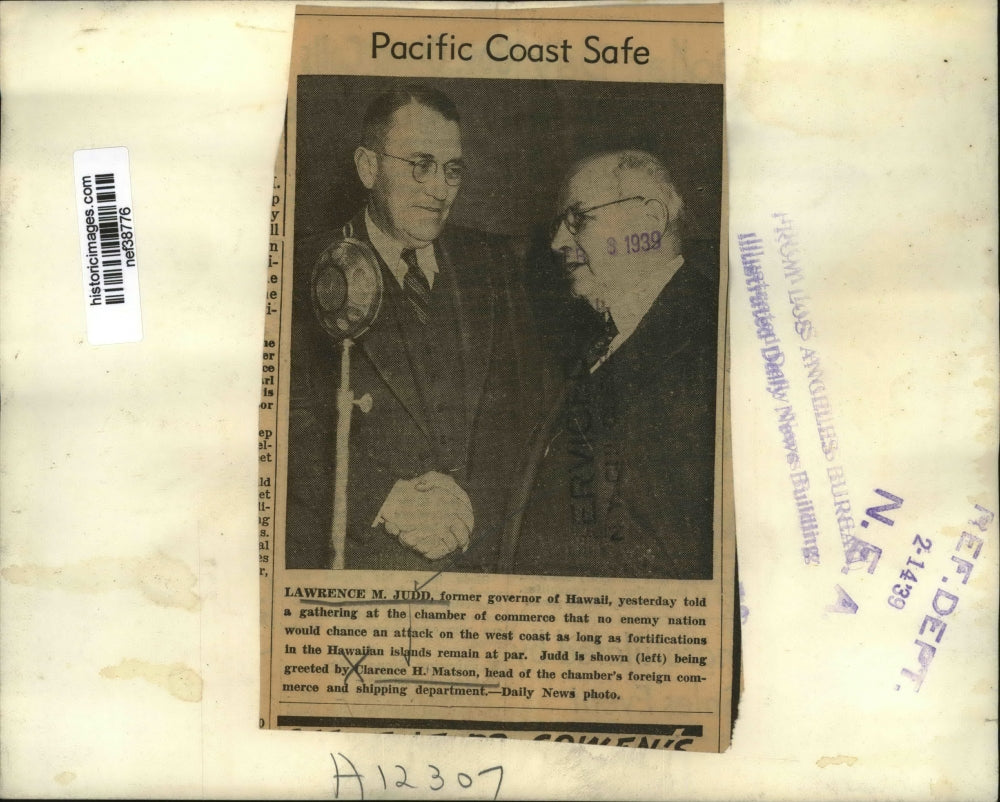 Pacific Coast Safe
historicimages.com
nef38776
S 1939
LAWRENCE M. JUDD, former governor of Hawaii, yesterday told
a gathering at the chamber of commerce that no enemy nation
would chance an attack on the west coast as long as fortifications
in the Hawaiian islands remain at par. Judd is shown (left) being
greeted by Clarence H. Matson, head of the chamber's foreign com-
merce and shipping department.—Daily News photo.
FROM LOS ANGELES BUREAU
Illustrated Daily News Building
N. E. A
REF. DEPT.
2-1439
A12307